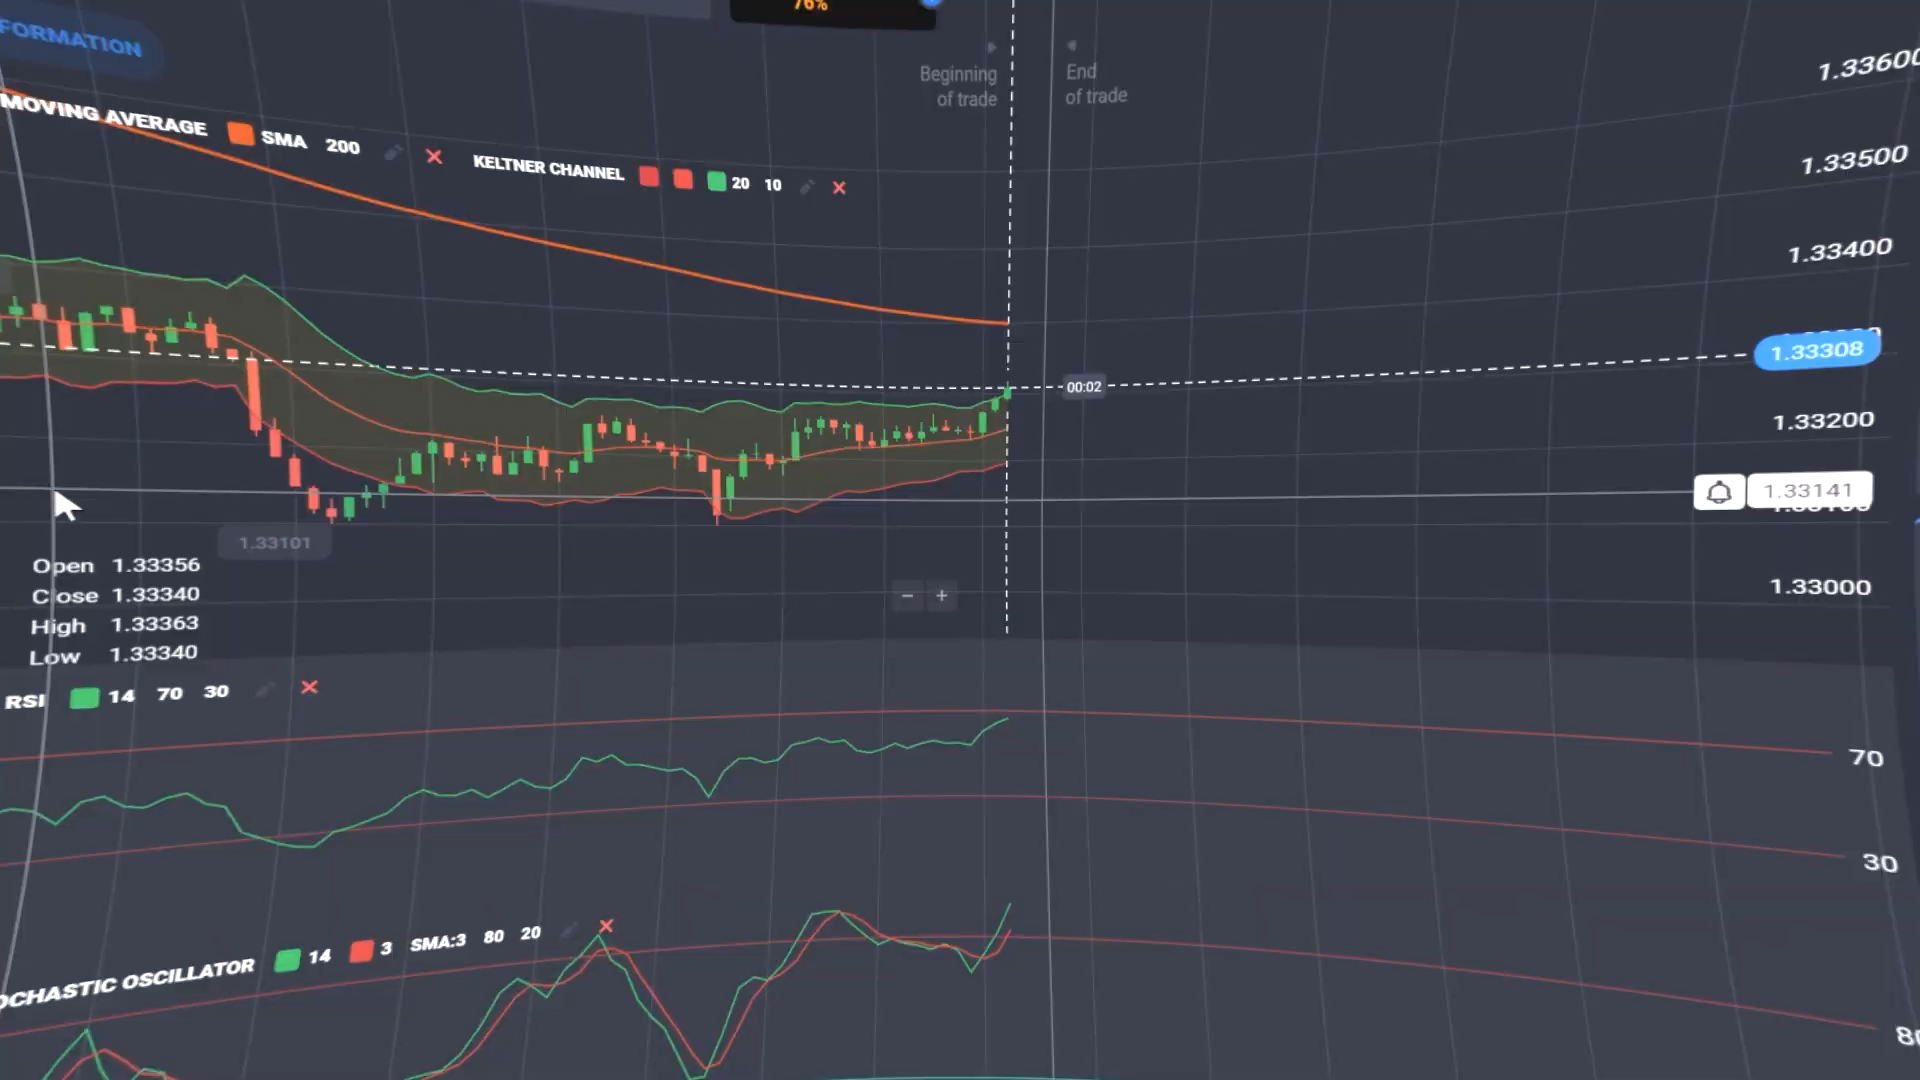 76%
FORMATION
Beginning
of trade
End
of trade
1.33600
MOVING AVERAGE SMA 200
KELTNER CHANNEL 20 10
1.33500
1.33400
1.33308
00:02
1.33200
1.33141
1.33101
Open 1.33356
Close 1.33340
High 1.33363
Low 1.33340
− +
1.33000
RSI 14 70 30
70
30
OCHASTIC OSCILLATOR 14 3 SMA:3 80 20
80